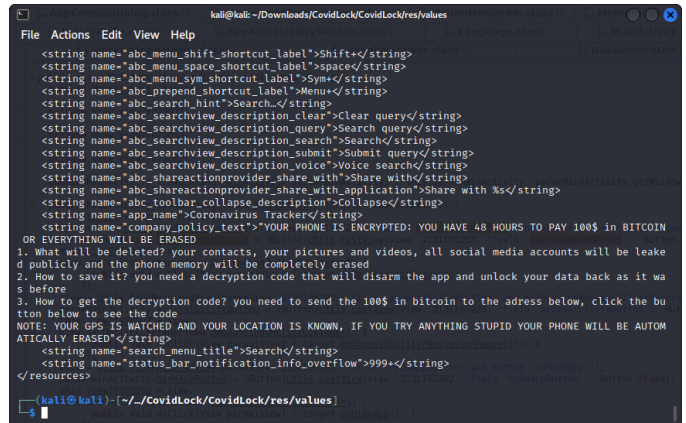 kali@kali: ~/Downloads/CovidLock/CovidLock/res/values
File Actions Edit View Help
<string name="abc_menu_shift_shortcut_label">Shift+</string>
<string name="abc_menu_space_shortcut_label">space</string>
<string name="abc_menu_sym_shortcut_label">Sym+</string>
<string name="abc_prepend_shortcut_label">Menu+</string>
<string name="abc_search_hint">Search…</string>
<string name="abc_searchview_description_clear">Clear query</string>
<string name="abc_searchview_description_query">Search query</string>
<string name="abc_searchview_description_search">Search</string>
<string name="abc_searchview_description_submit">Submit query</string>
<string name="abc_searchview_description_voice">Voice search</string>
<string name="abc_shareactionprovider_share_with">Share with</string>
<string name="abc_shareactionprovider_share_with_application">Share with %s</string>
<string name="abc_toolbar_collapse_description">Collapse</string>
<string name="app_name">Coronavirus Tracker</string>
<string name="company_policy_text">"YOUR PHONE IS ENCRYPTED: YOU HAVE 48 HOURS TO PAY 100$ in BITCOIN
OR EVERYTHING WILL BE ERASED
1. What will be deleted? your contacts, your pictures and videos, all social media accounts will be leake
d publicly and the phone memory will be completely erased
2. How to save it? you need a decryption code that will disarm the app and unlock your data back as it wa
s before
3. How to get the decryption code? you need to send the 100$ in bitcoin to the adress below, click the bu
tton below to see the code
NOTE: YOUR GPS IS WATCHED AND YOUR LOCATION IS KNOWN, IF YOU TRY ANYTHING STUPID YOUR PHONE WILL BE AUTOM
ATICALLY ERASED"</string>
<string name="search_menu_title">Search</string>
<string name="status_bar_notification_info_overflow">999+</string>
</resources>
(kali㉿kali)-[~/…/CovidLock/CovidLock/res/values]
$